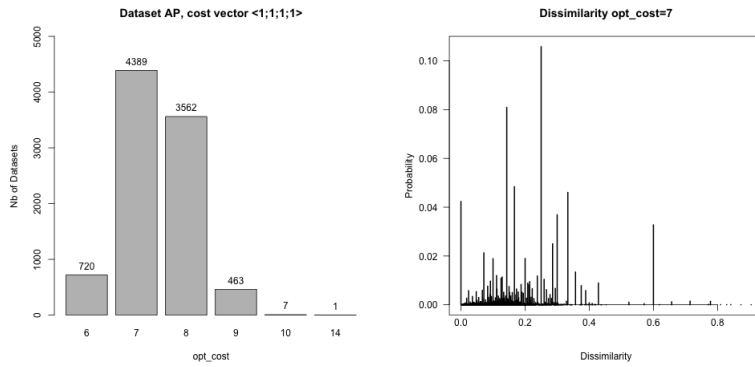 Dataset AP, cost vector <1;1;1;1>
Nb of Datasets
5000
4000
3000
2000
1000
0
720
4389
3562
463
7
1
6 7 8 9 10 14
opt_cost
Dissimilarity opt_cost=7
Probability
0.10
0.08
0.06
0.04
0.02
0.00
0.0 0.2 0.4 0.6 0.8
Dissimilarity